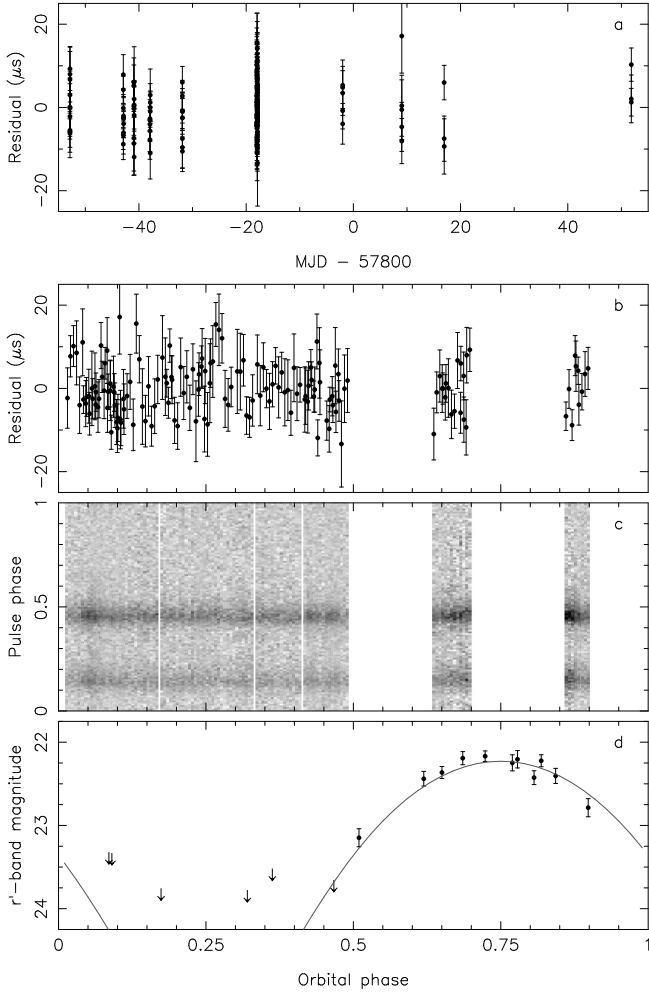 a
Residual (μs)
20
0
−20
−40
−20
0
20
40
MJD − 57800
b
Residual (μs)
20
0
−20
c
Pulse phase
1
0.5
0
d
r'−band magnitude
22
23
24
0
0.25
0.5
0.75
1
Orbital phase